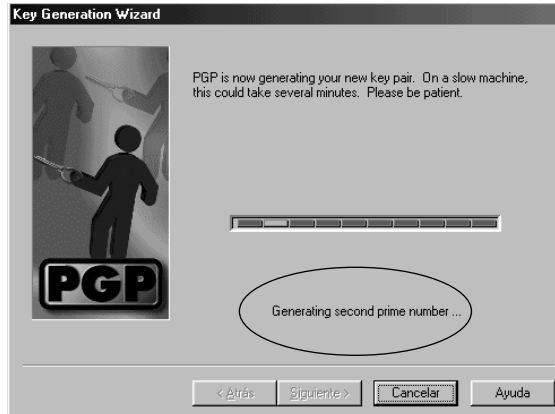 Key Generation Wizard
PGP is now generating your new key pair. On a slow machine,
this could take several minutes. Please be patient.
PGP
Generating second prime number ...
< Atrás
Siguiente >
Cancelar
Ayuda